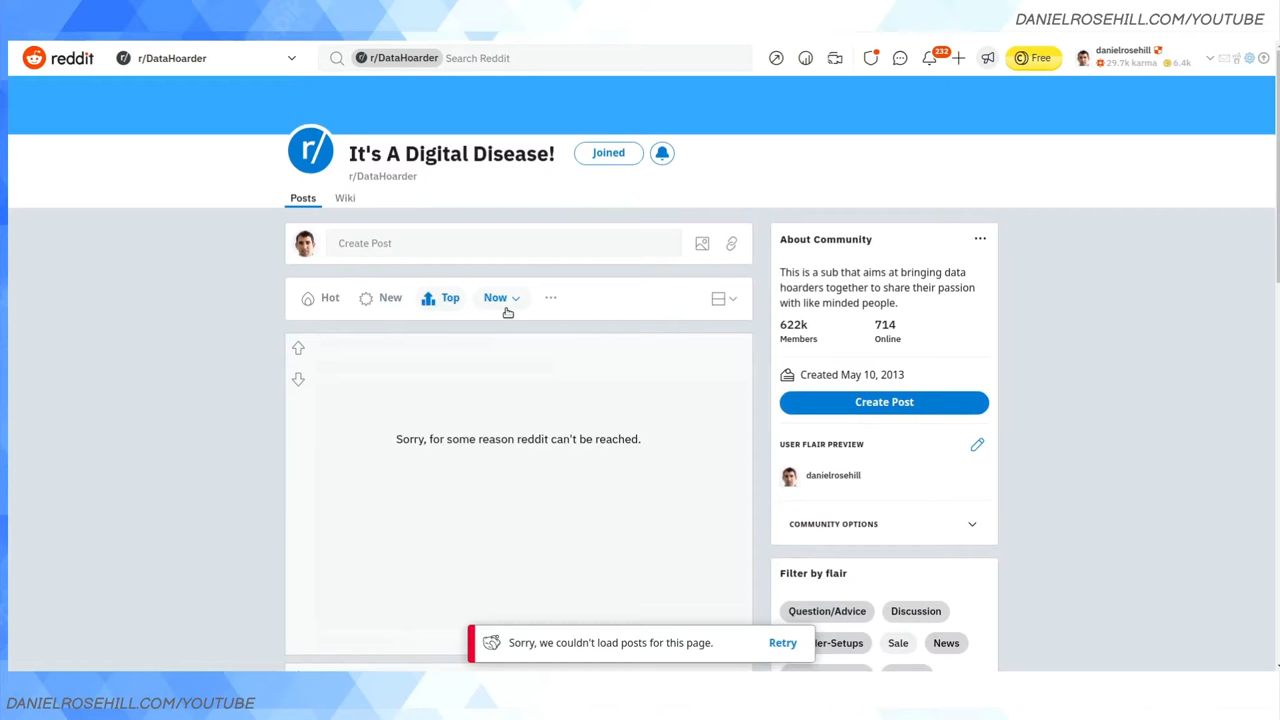 DANIELROSEHILL.COM/YOUTUBE
reddit
r/DataHoarder
r/DataHoarder Search Reddit
232
Free
danielrosehill
29.7k karma 6.4k
r/
It's A Digital Disease!
Joined
r/DataHoarder
Posts
Wiki
Create Post
Hot
New
Top
Now
Sorry, for some reason reddit can't be reached.
About Community
This is a sub that aims at bringing data
hoarders together to share their passion
with like minded people.
622k
714
Members
Online
Created May 10, 2013
Create Post
USER FLAIR PREVIEW
danielrosehill
COMMUNITY OPTIONS
Filter by flair
Question/Advice
Discussion
der-Setups
Sale
News
Sorry, we couldn't load posts for this page.
Retry
DANIELROSEHILL.COM/YOUTUBE